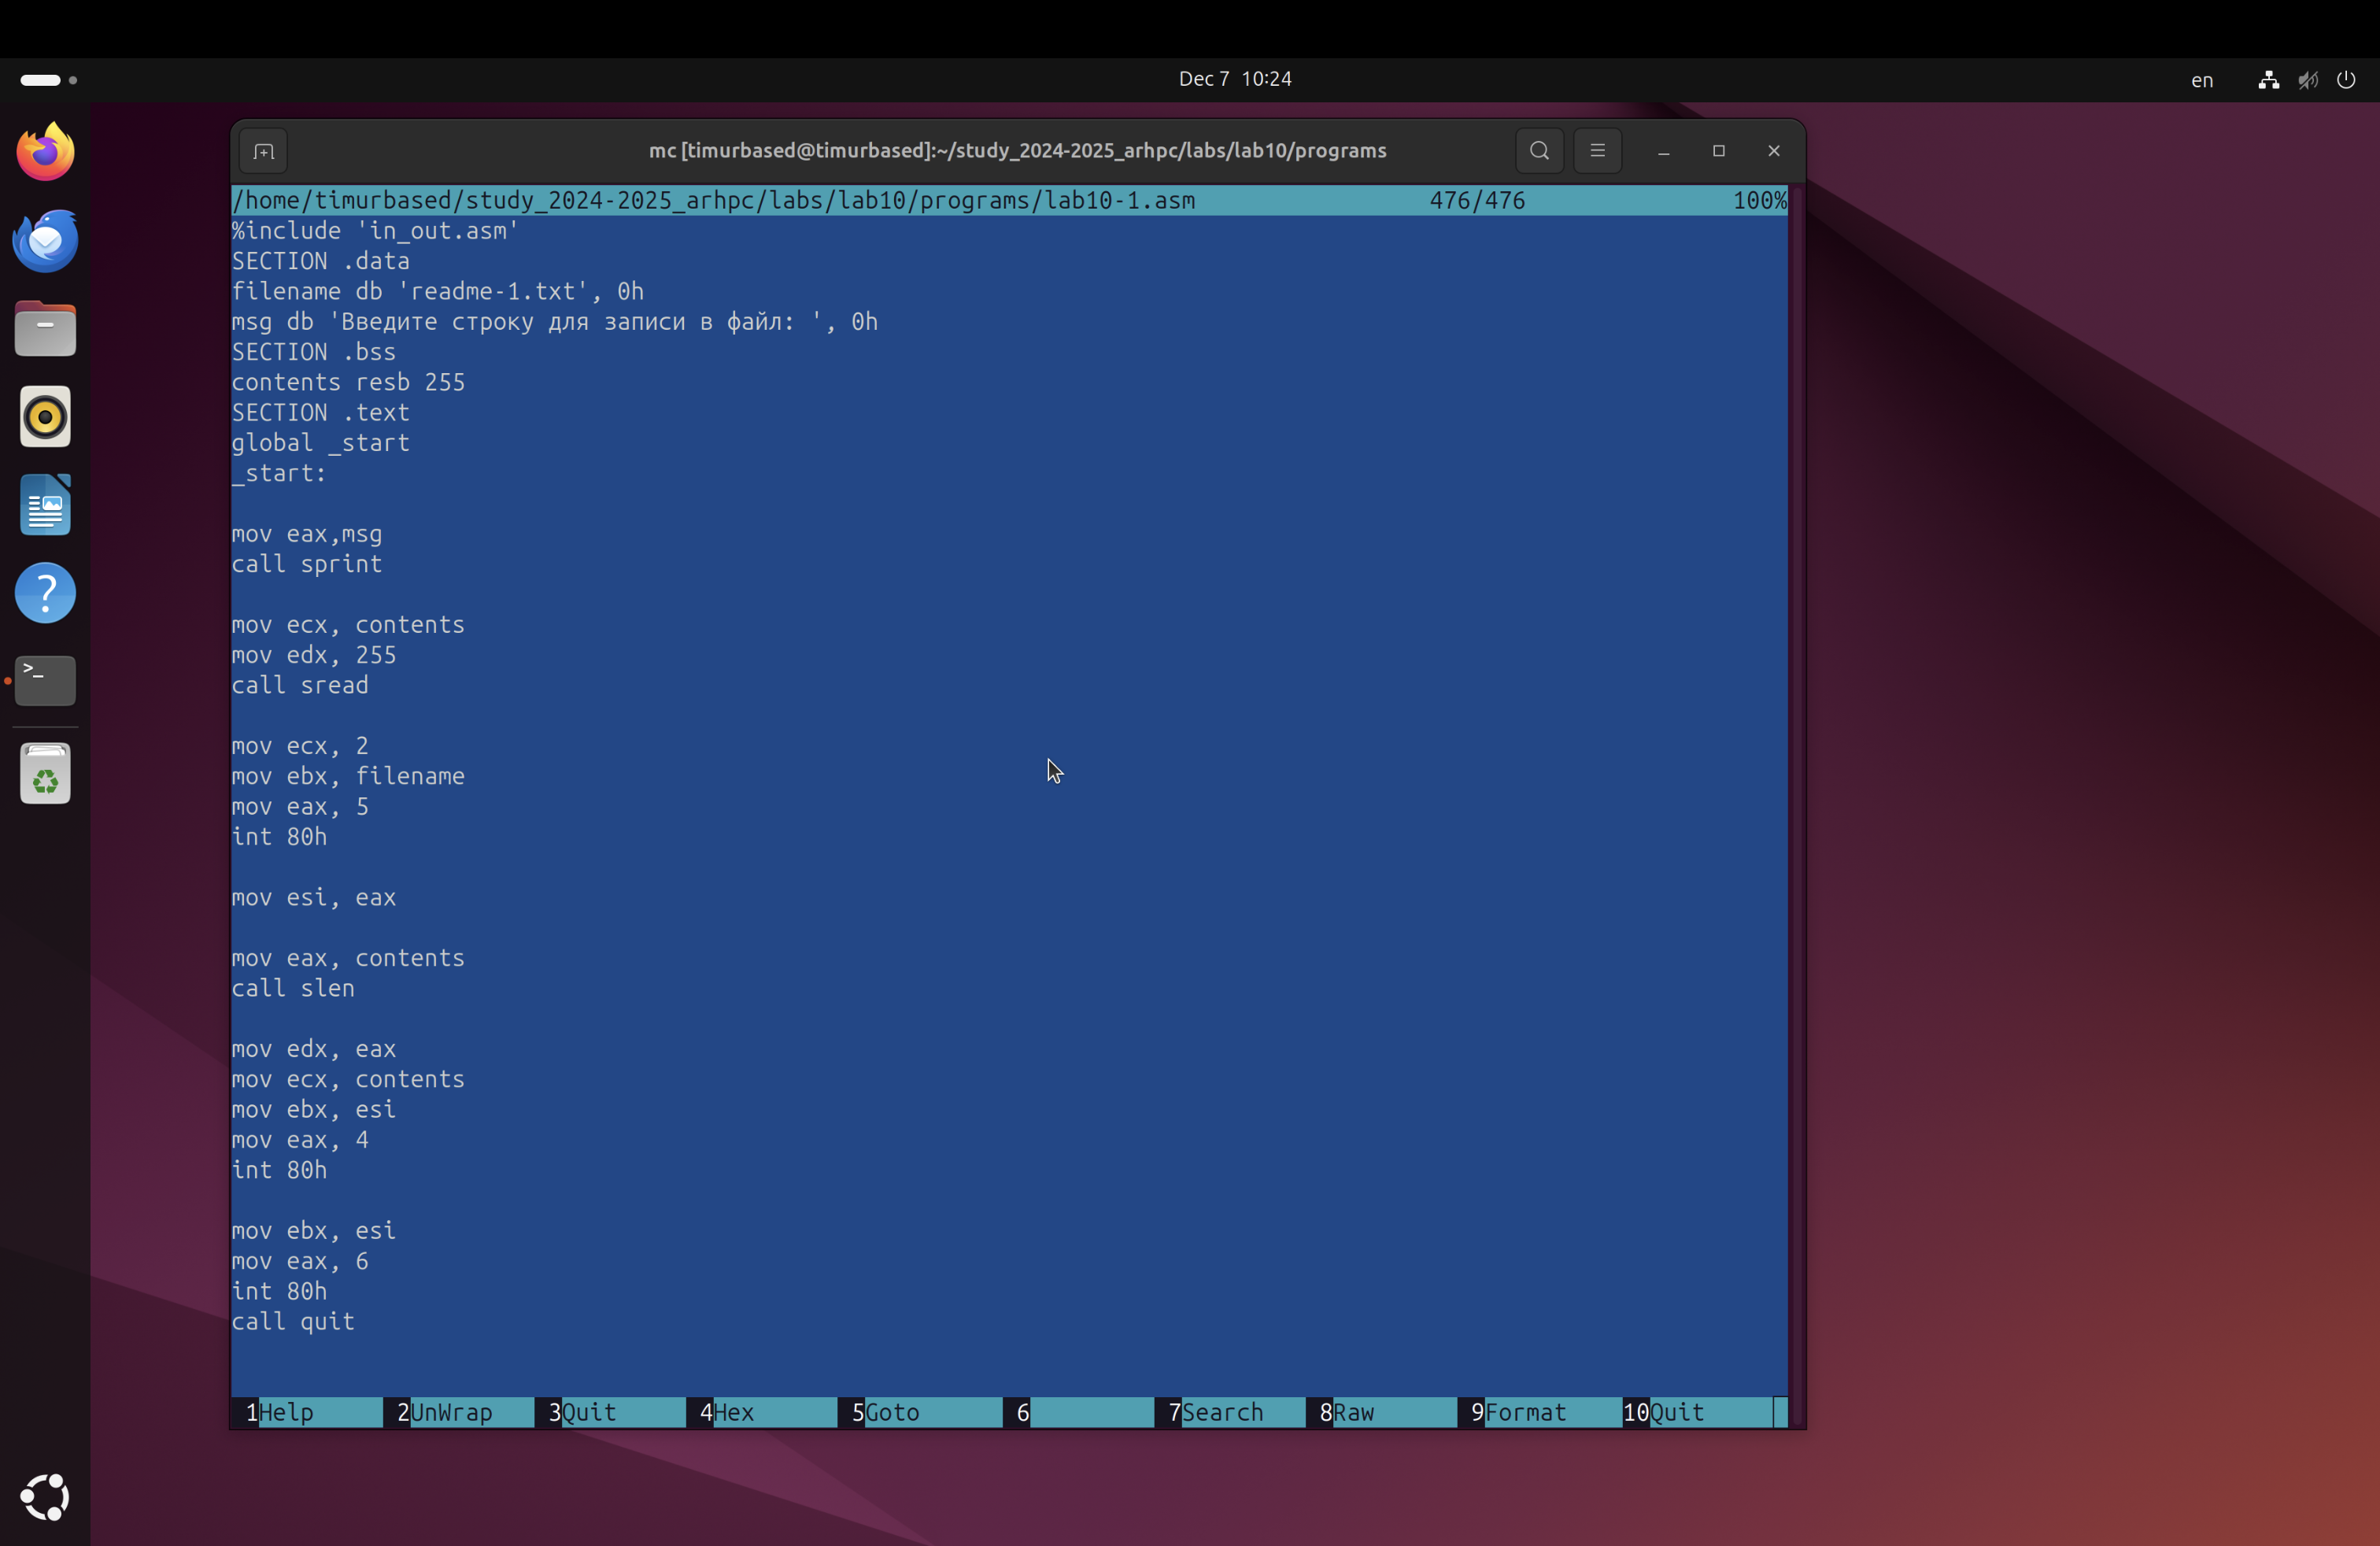 Dec 7 10:24
en
mc [timurbased@timurbased]:~/study_2024-2025_arhpc/labs/lab10/programs
/home/timurbased/study_2024-2025_arhpc/labs/lab10/programs/lab10-1.asm 476/476 100%
%include 'in_out.asm'
SECTION .data
filename db 'readme-1.txt', 0h
msg db 'Введите строку для записи в файл: ', 0h
SECTION .bss
contents resb 255
SECTION .text
global _start
_start:
mov eax,msg
call sprint
mov ecx, contents
mov edx, 255
call sread
mov ecx, 2
mov ebx, filename
mov eax, 5
int 80h
mov esi, eax
mov eax, contents
call slen
mov edx, eax
mov ecx, contents
mov ebx, esi
mov eax, 4
int 80h
mov ebx, esi
mov eax, 6
int 80h
call quit
1Help 2UnWrap 3Quit 4Hex 5Goto 6 7Search 8Raw 9Format 10Quit